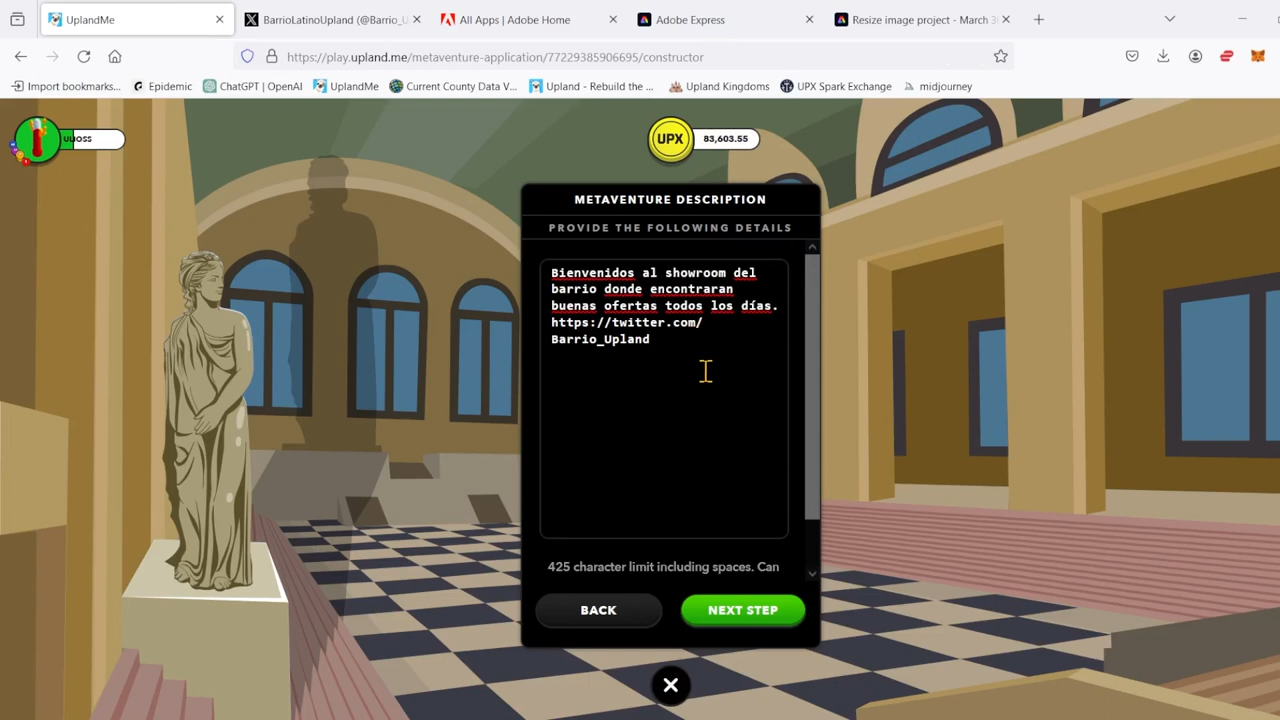 UplandMe
BarrioLatinoUpland (@Barrio_U
All Apps | Adobe Home
Adobe Express
Resize image project - March 3
https://play.upland.me/metaventure-application/77229385906695/constructor
Import bookmarks...
Epidemic
ChatGPT | OpenAI
UplandMe
Current County Data V...
Upland - Rebuild the ...
Upland Kingdoms
UPX Spark Exchange
midjourney
UPX
83,603.55
METAVENTURE DESCRIPTION
PROVIDE THE FOLLOWING DETAILS
Bienvenidos al showroom del
barrio donde encontraran
buenas ofertas todos los días.
https://twitter.com/
Barrio_Upland
425 character limit including spaces. Can
BACK
NEXT STEP